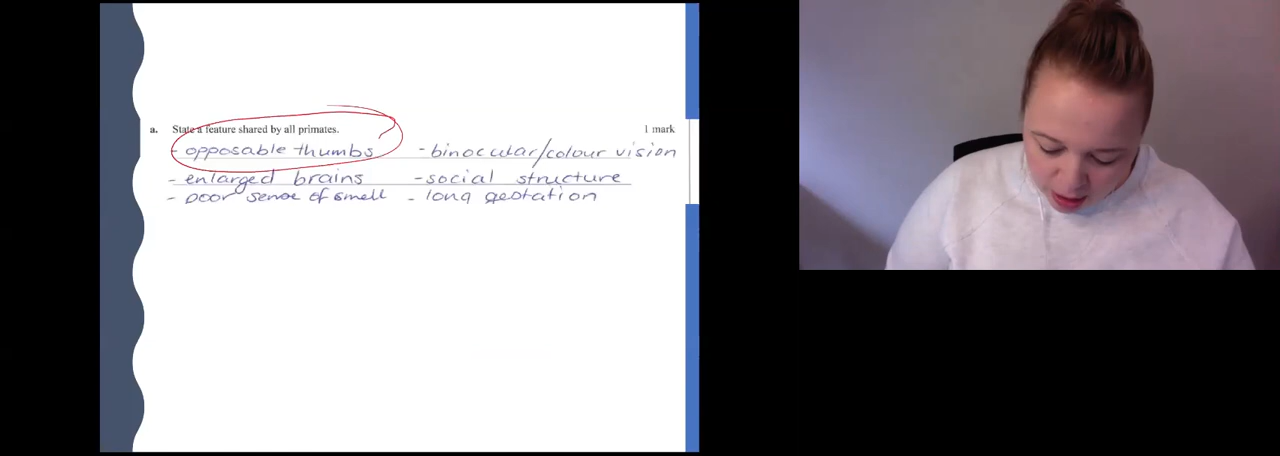 a. State a feature shared by all primates. 1 mark
- opposable thumbs - binocular/colour vision
- enlarged brains - social structure
- poor sense of smell - long gestation